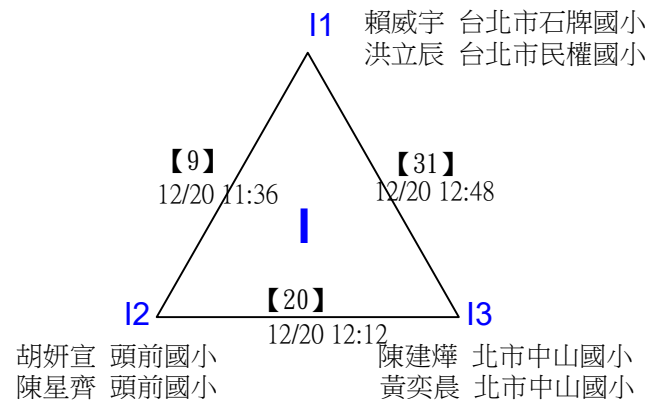 I1
賴威宇 台北市石牌國小
洪立辰 台北市民權國小
【9】
12/20 11:36
【31】
12/20 12:48
I
【20】
12/20 12:12
I2
I3
胡妍宣 頭前國小
陳星齊 頭前國小
陳建燁 北市中山國小
黃奕晨 北市中山國小